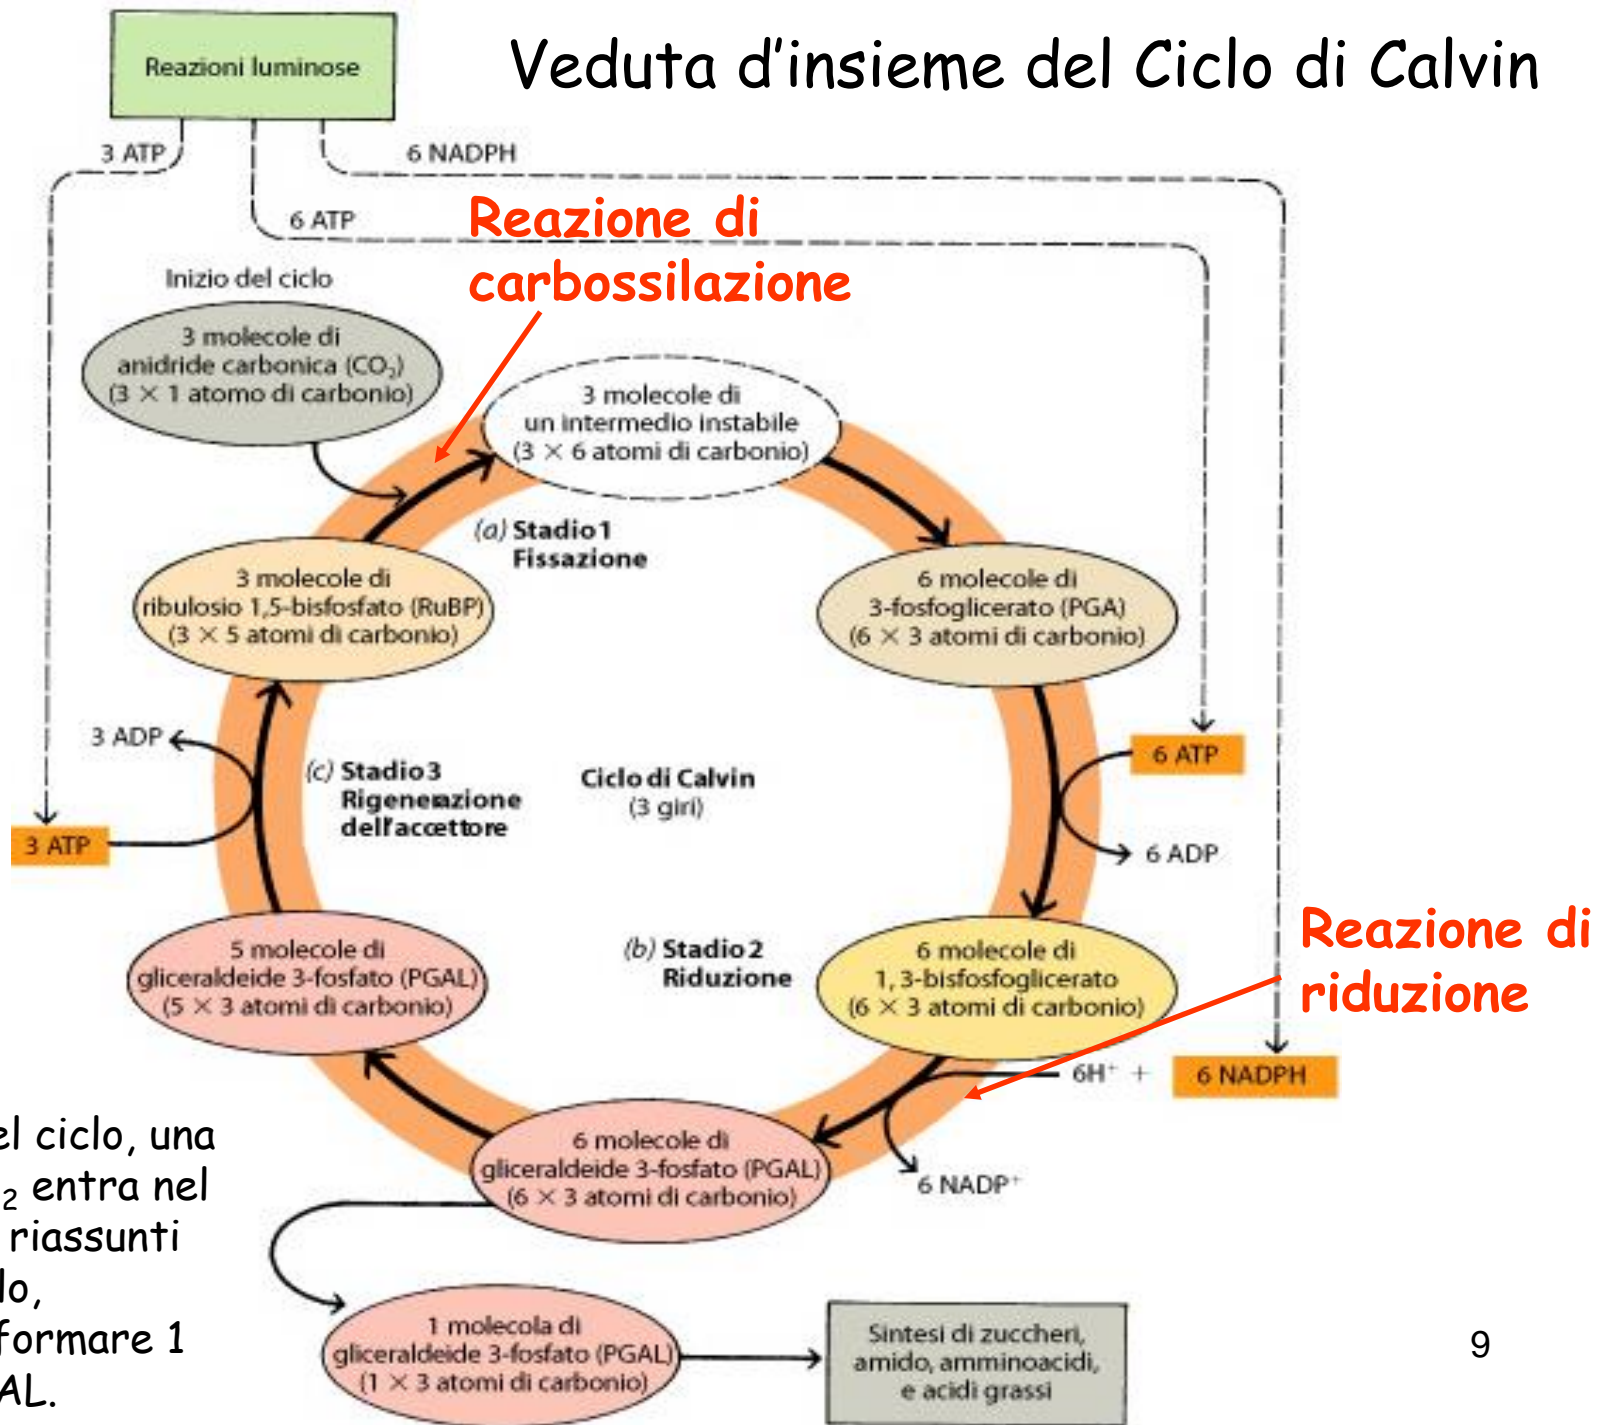 Veduta d’insieme del Ciclo di Calvin
Reazioni luminose
3 ATP
6 NADPH
6 ATP
Reazione di
carbossilazione
Inizio del ciclo
3 molecole di
anidride carbonica (CO₂)
(3 × 1 atomo di carbonio)
3 molecole di
un intermedio instabile
(3 × 6 atomi di carbonio)
(a) Stadio 1
Fissazione
3 molecole di
ribulosio 1,5-bisfosfato (RuBP)
(3 × 5 atomi di carbonio)
6 molecole di
3-fosfoglicerato (PGA)
(6 × 3 atomi di carbonio)
3 ADP
6 ATP
(c) Stadio 3
Rigenerazione
dell'accettore
Ciclo di Calvin
(3 giri)
3 ATP
6 ADP
Reazione di
riduzione
5 molecole di
gliceraldeide 3-fosfato (PGAL)
(5 × 3 atomi di carbonio)
(b) Stadio 2
Riduzione
6 molecole di
1,3-bisfosfoglicerato
(6 × 3 atomi di carbonio)
6H⁺ +
6 NADPH
6 molecole di
gliceraldeide 3-fosfato (PGAL)
(6 × 3 atomi di carbonio)
6 NADP⁺
el ciclo, una
₂ entra nel
riassunti
lo,
formare 1
AL.
1 molecola di
gliceraldeide 3-fosfato (PGAL)
(1 × 3 atomi di carbonio)
Sintesi di zuccheri,
amido, amminoacidi,
e acidi grassi
9